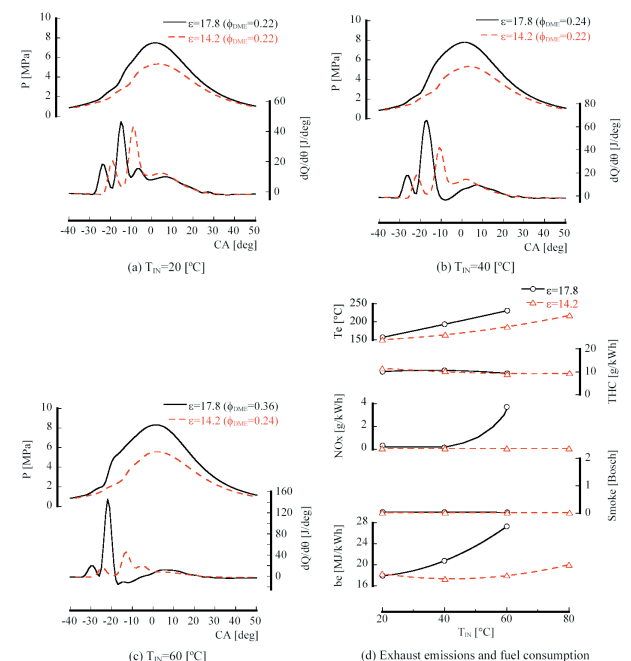 ε=17.8 (ϕDME=0.22)
ε=14.2 (ϕDME=0.22)
P [MPa]
10
8
6
4
2
0
60
40
20
0
dQ/dθ [J/deg]
-40 -30 -20 -10 0 10 20 30 40 50
CA [deg]
(a) TIN=20 [ºC]
ε=17.8 (ϕDME=0.24)
ε=14.2 (ϕDME=0.22)
P [MPa]
10
8
6
4
2
0
80
60
40
20
0
dQ/dθ [J/deg]
-40 -30 -20 -10 0 10 20 30 40 50
CA [deg]
(b) TIN=40 [ºC]
ε=17.8 (ϕDME=0.36)
ε=14.2 (ϕDME=0.24)
P [MPa]
10
8
6
4
2
0
160
120
80
40
0
dQ/dθ [J/deg]
-40 -30 -20 -10 0 10 20 30 40 50
CA [deg]
(c) TIN=60 [ºC]
ε=17.8
ε=14.2
Te [°C]
250
200
150
20
10
0
THC [g/kWh]
NOx [g/kWh]
4
2
0
2
1
0
Smoke [Bosch]
be [MJ/kWh]
28
24
20
16
20 40 60 80
TIN [°C]
(d) Exhaust emissions and fuel consumption